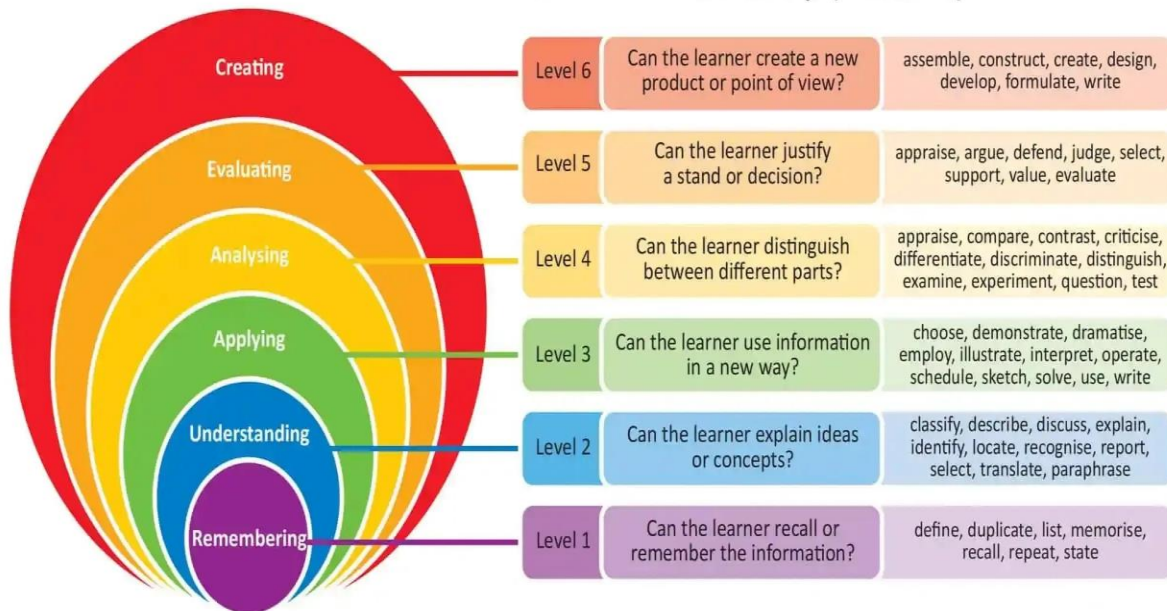 Creating
Evaluating
Analysing
Applying
Understanding
Remembering
Level 6
Can the learner create a new
product or point of view?
assemble, construct, create, design,
develop, formulate, write
Level 5
Can the learner justify
a stand or decision?
appraise, argue, defend, judge, select,
support, value, evaluate
Level 4
Can the learner distinguish
between different parts?
appraise, compare, contrast, criticise,
differentiate, discriminate, distinguish,
examine, experiment, question, test
Level 3
Can the learner use information
in a new way?
choose, demonstrate, dramatise,
employ, illustrate, interpret, operate,
schedule, sketch, solve, use, write
Level 2
Can the learner explain ideas
or concepts?
classify, describe, discuss, explain,
identify, locate, recognise, report,
select, translate, paraphrase
Level 1
Can the learner recall or
remember the information?
define, duplicate, list, memorise,
recall, repeat, state